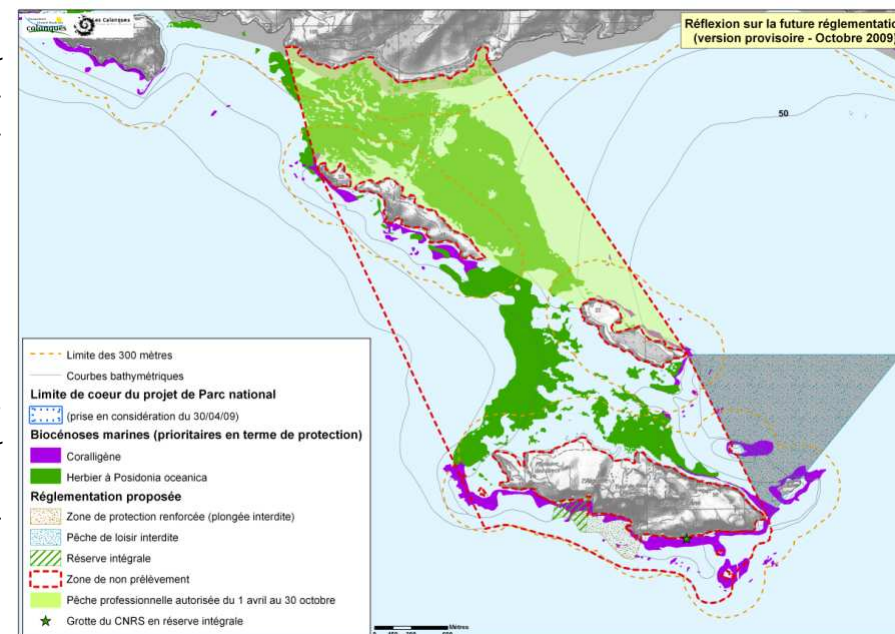 calanques
Les Calanques
Réflexion sur la future réglementatio
(version provisoire - Octobre 2009)
50
Limite des 300 mètres
Courbes bathymétriques
Limite de coeur du projet de Parc national
(prise en considération du 30/04/09)
Biocénoses marines (prioritaires en terme de protection)
Coralligène
Herbier à Posidonia oceanica
Réglementation proposée
Zone de protection renforcée (plongée interdite)
Pêche de loisir interdite
Réserve intégrale
Zone de non prélèvement
Pêche professionnelle autorisée du 1 avril au 30 octobre
Grotte du CNRS en réserve intégrale
Mètres